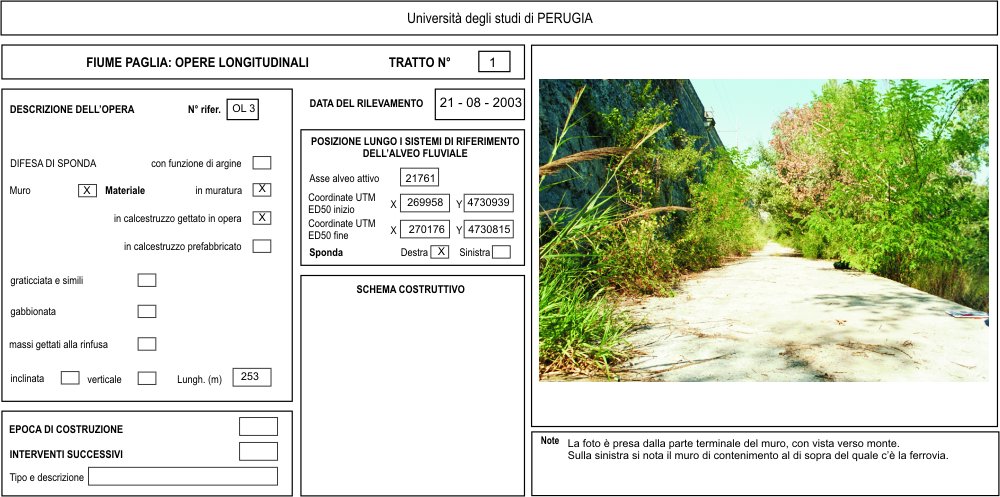 Università degli studi di PERUGIA
FIUME PAGLIA: OPERE LONGITUDINALI TRATTO N° 1
DESCRIZIONE DELL'OPERA N° rifer. OL 3
DIFESA DI SPONDA con funzione di argine
Muro X Materiale in muratura X
in calcestruzzo gettato in opera X
in calcestruzzo prefabbricato
graticciata e simili
gabbionata
massi gettati alla rinfusa
inclinata verticale Lungh. (m) 253
EPOCA DI COSTRUZIONE
INTERVENTI SUCCESSIVI
Tipo e descrizione
DATA DEL RILEVAMENTO 21 - 08 - 2003
POSIZIONE LUNGO I SISTEMI DI RIFERIMENTO
DELL'ALVEO FLUVIALE
Asse alveo attivo 21761
Coordinate UTM
ED50 inizio X 269958 Y 4730939
Coordinate UTM
ED50 fine X 270176 Y 4730815
Sponda Destra X Sinistra
SCHEMA COSTRUTTIVO
Note La foto è presa dalla parte terminale del muro, con vista verso monte.
Sulla sinistra si nota il muro di contenimento al di sopra del quale c'è la ferrovia.